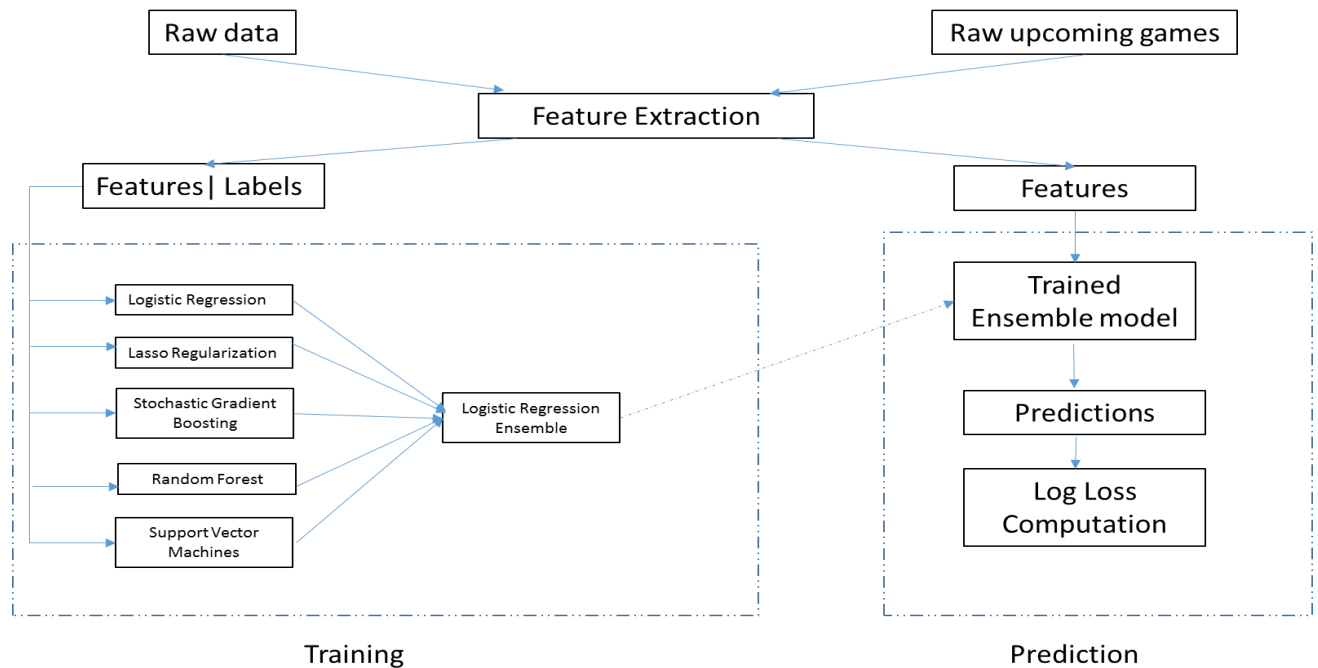 Raw data
Raw upcoming games
Feature Extraction
Features| Labels
Features
Logistic Regression
Lasso Regularization
Stochastic Gradient
Boosting
Random Forest
Support Vector
Machines
Logistic Regression
Ensemble
Trained
Ensemble model
Predictions
Log Loss
Computation
Training
Prediction